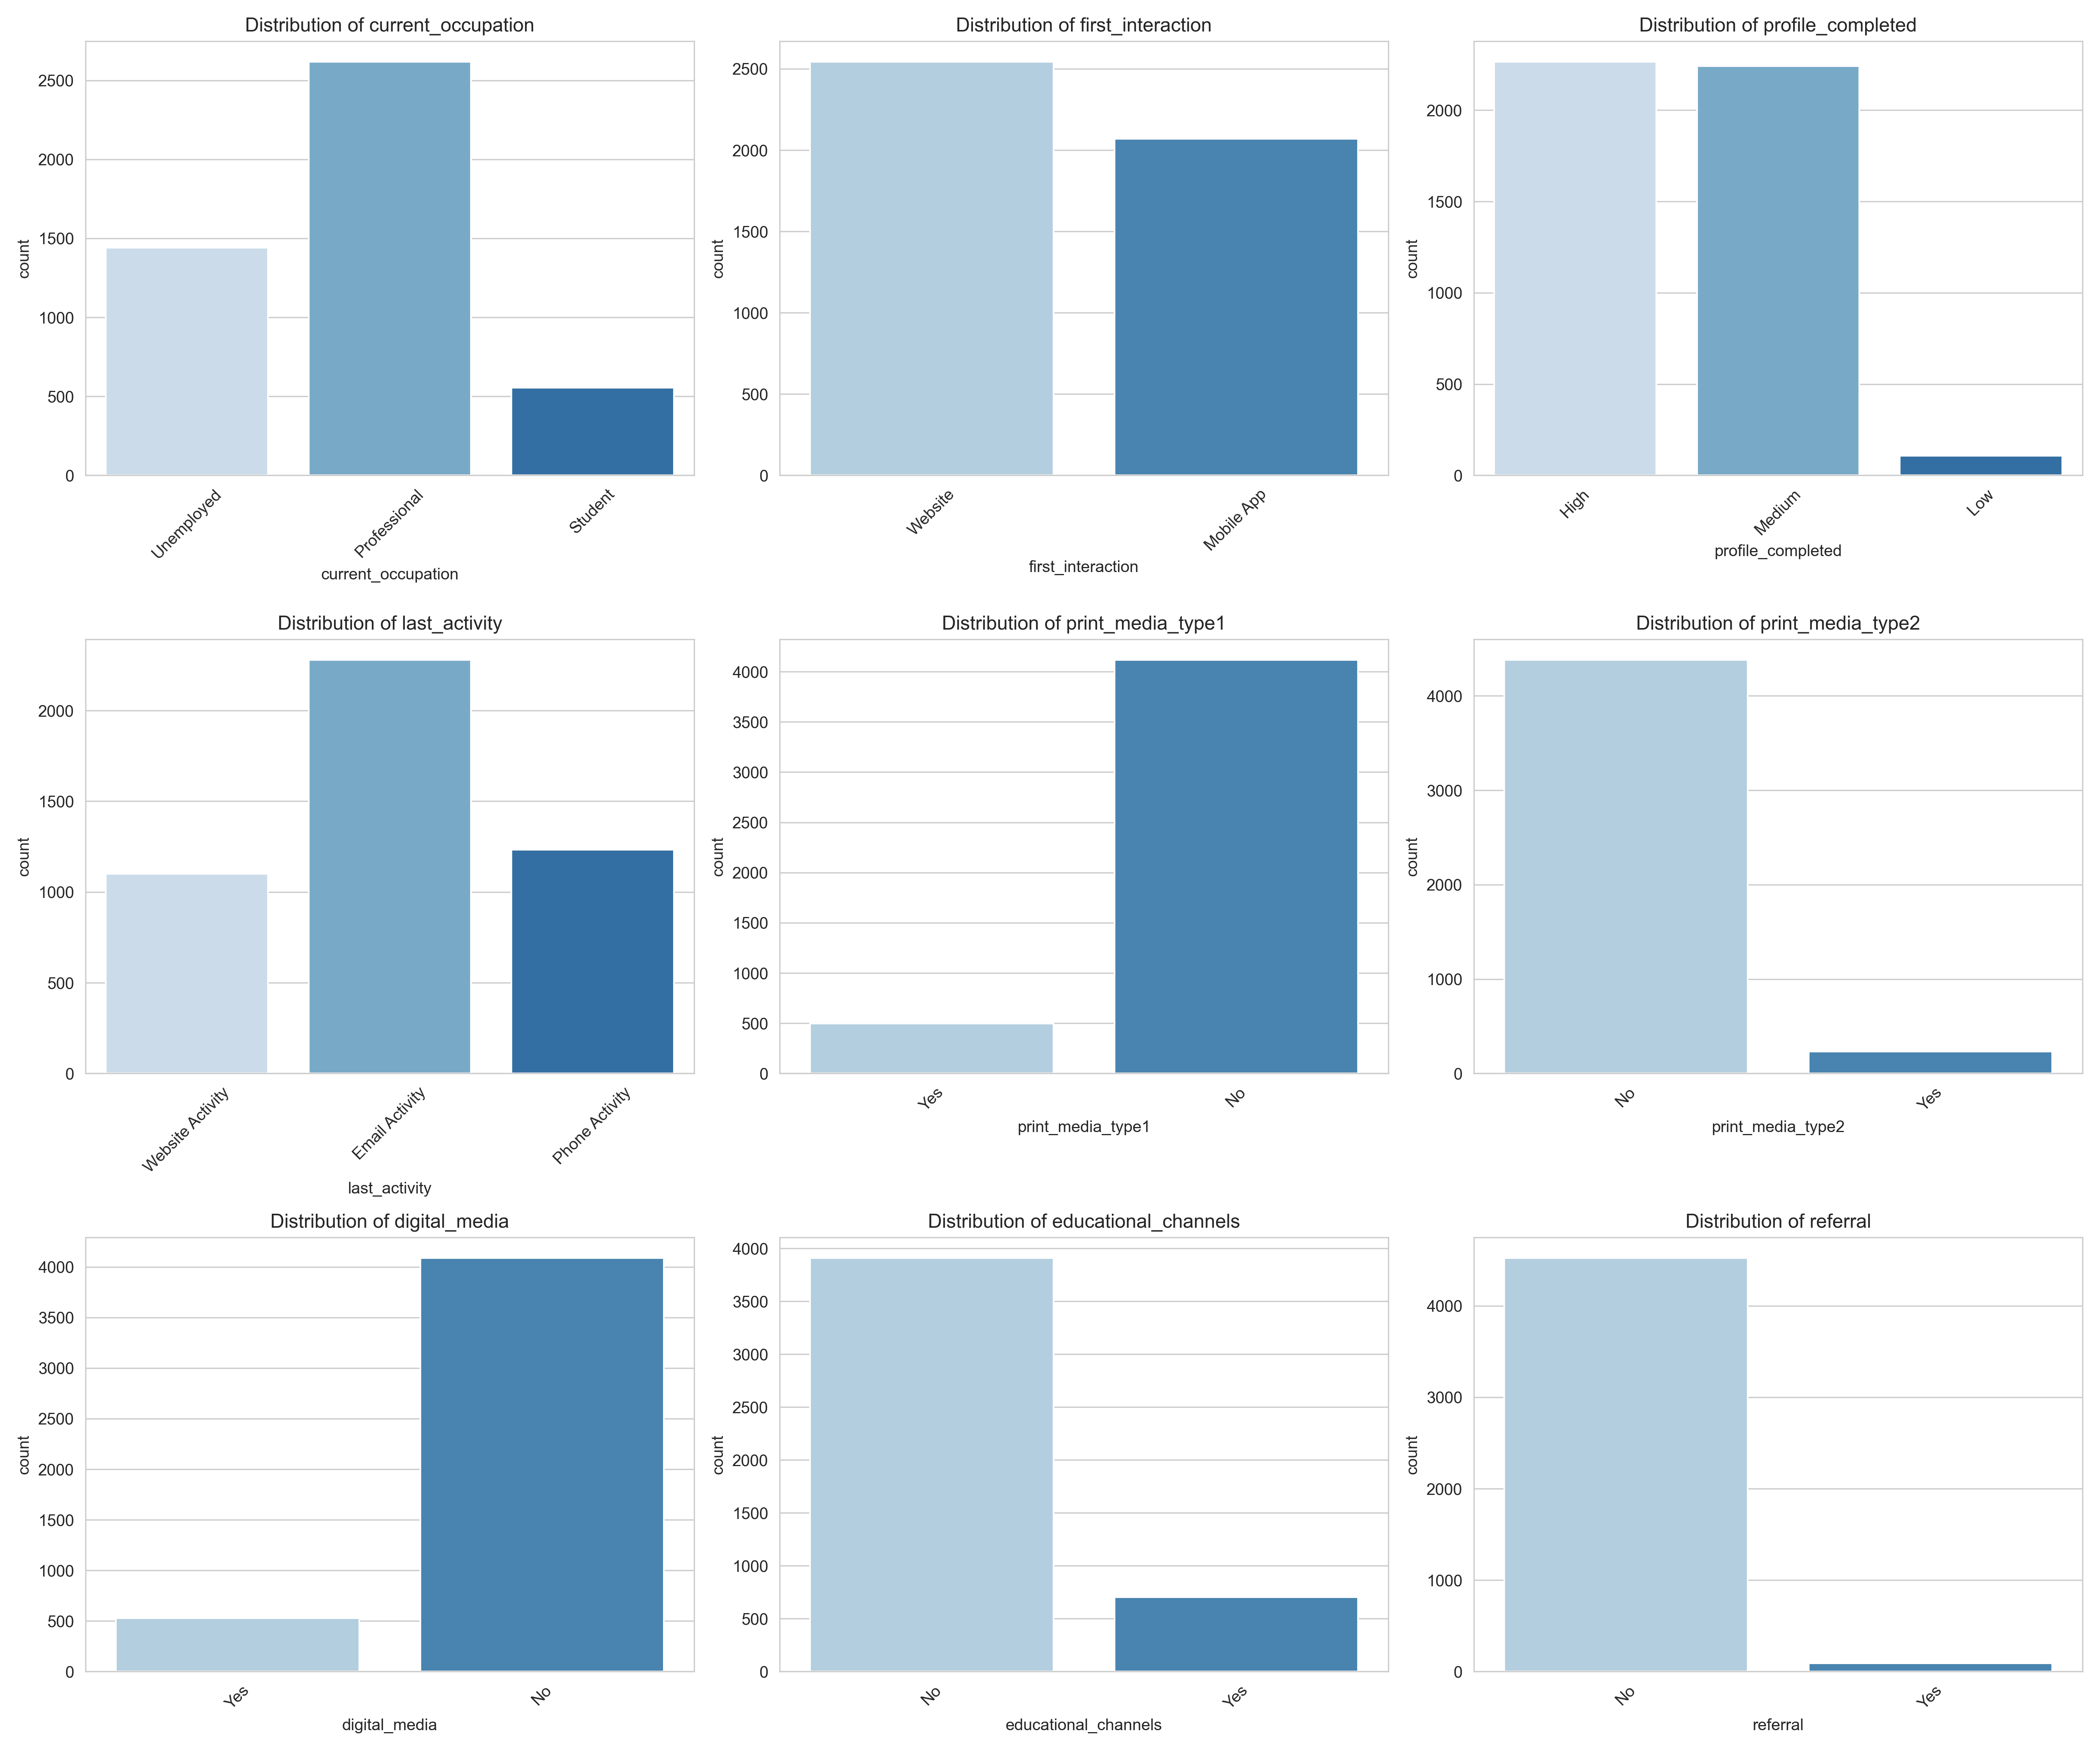 Distribution of current_occupation
2500
2000
1500
1000
500
0
count
Unemployed
Professional
Student
current_occupation
Distribution of first_interaction
2500
2000
1500
1000
500
0
count
Website
Mobile App
first_interaction
Distribution of profile_completed
2000
1500
1000
500
0
count
High
Medium
Low
profile_completed
Distribution of last_activity
2000
1500
1000
500
0
count
Website Activity
Email Activity
Phone Activity
last_activity
Distribution of print_media_type1
4000
3500
3000
2500
2000
1500
1000
500
0
count
Yes
No
print_media_type1
Distribution of print_media_type2
4000
3000
2000
1000
0
count
No
Yes
print_media_type2
Distribution of digital_media
4000
3500
3000
2500
2000
1500
1000
500
0
count
Yes
No
digital_media
Distribution of educational_channels
4000
3500
3000
2500
2000
1500
1000
500
0
count
No
Yes
educational_channels
Distribution of referral
4000
3000
2000
1000
0
count
No
Yes
referral